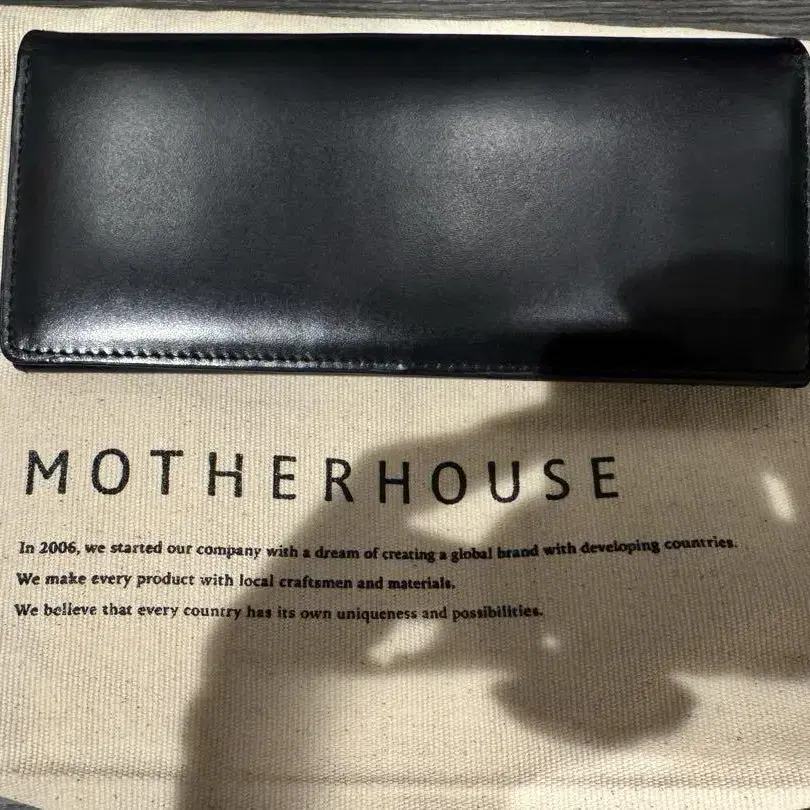 MOTHERHOUSE
In 2006, we started our company with a dream of creating a global brand with developing countries.
We make every product with local craftsmen and materials.
We believe that every country has its own uniqueness and possibilities.